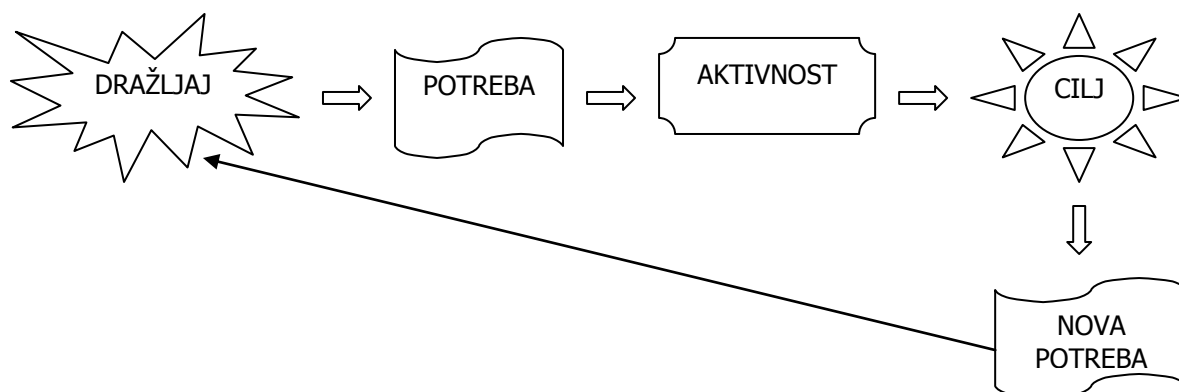 DRAŽLJAJ
POTREBA
AKTIVNOST
CILJ
NOVA
POTREBA